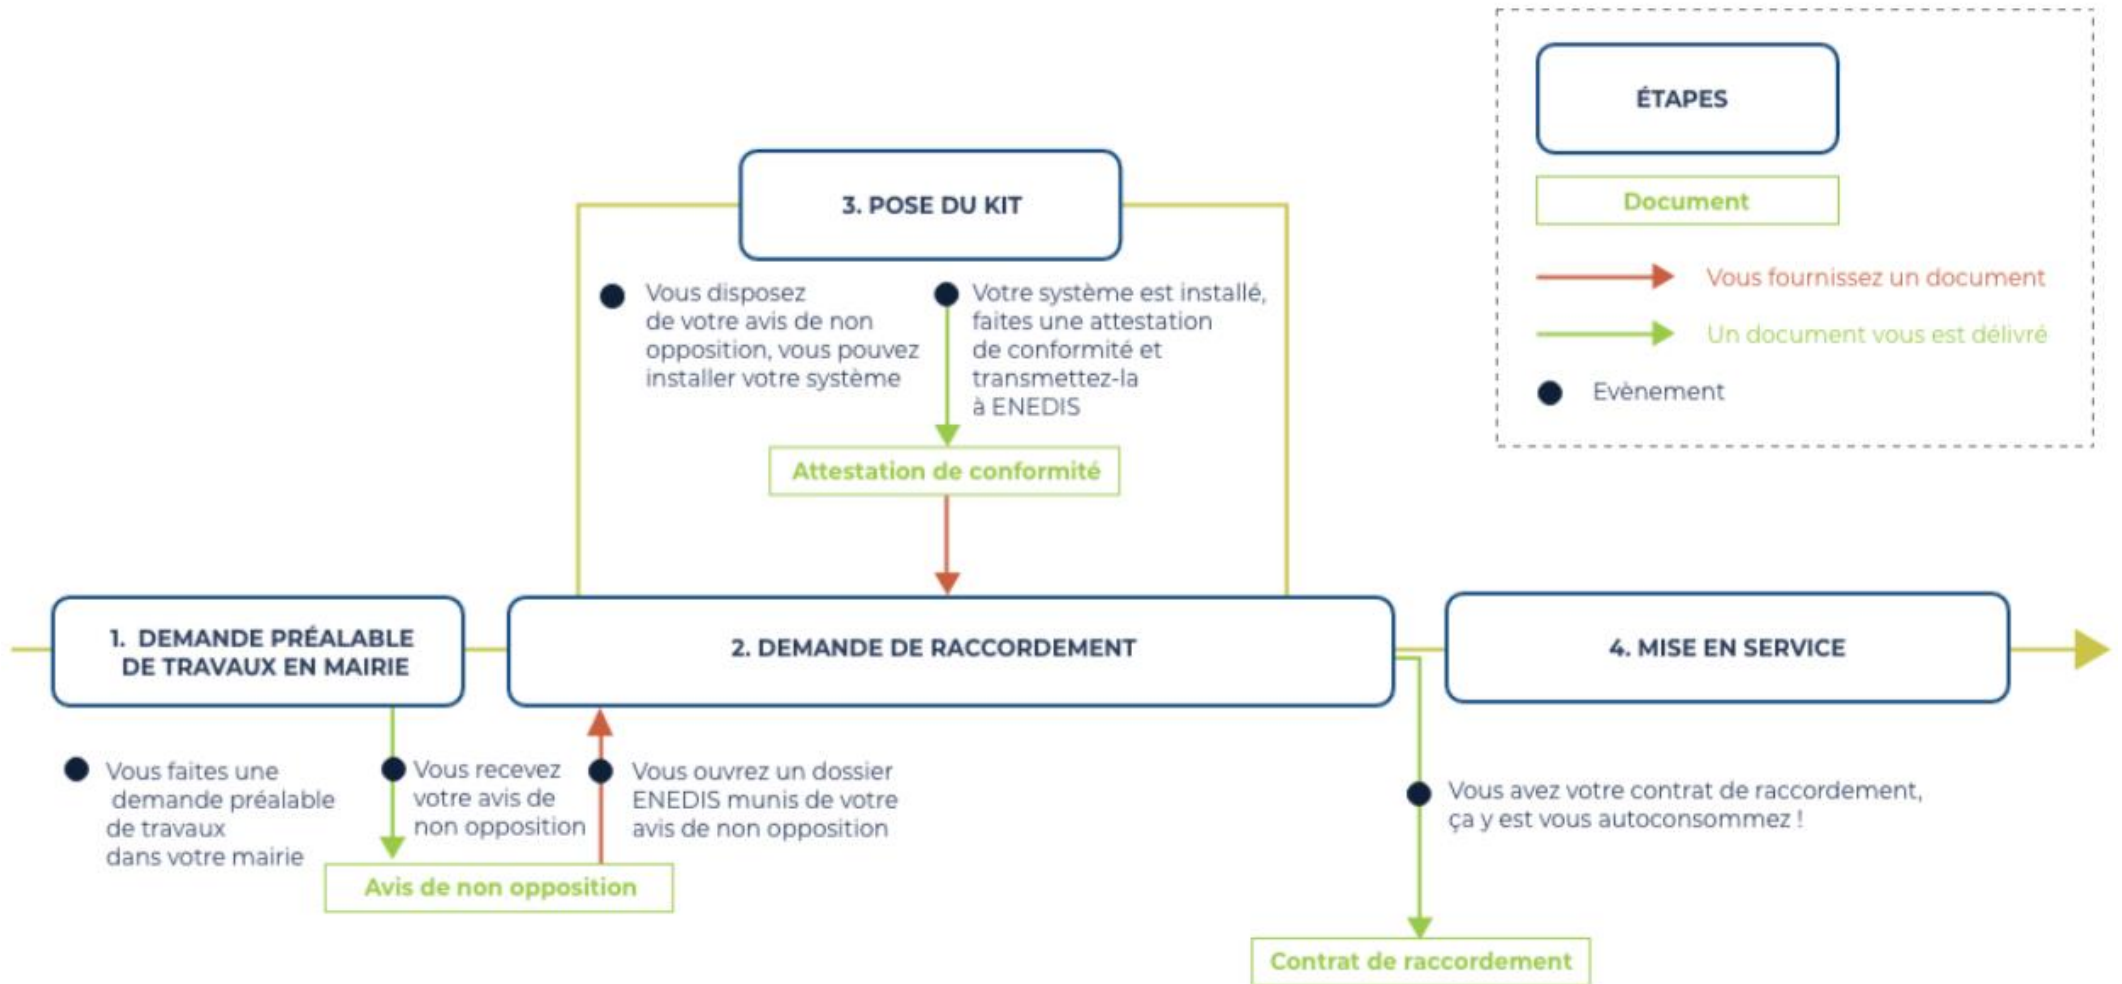 ÉTAPES
Document
Vous fournissez un document
Un document vous est délivré
Evènement
3. POSE DU KIT
Vous disposez
de votre avis de non
opposition, vous pouvez
installer votre système
Votre système est installé,
faites une attestation
de conformité et
transmettez-la
à ENEDIS
Attestation de conformité
1. DEMANDE PRÉALABLE
DE TRAVAUX EN MAIRIE
2. DEMANDE DE RACCORDEMENT
4. MISE EN SERVICE
Vous faites une
demande préalable
de travaux
dans votre mairie
Vous recevez
votre avis de
non opposition
Vous ouvrez un dossier
ENEDIS munis de votre
avis de non opposition
Avis de non opposition
Vous avez votre contrat de raccordement,
ça y est vous autoconsommez !
Contrat de raccordement